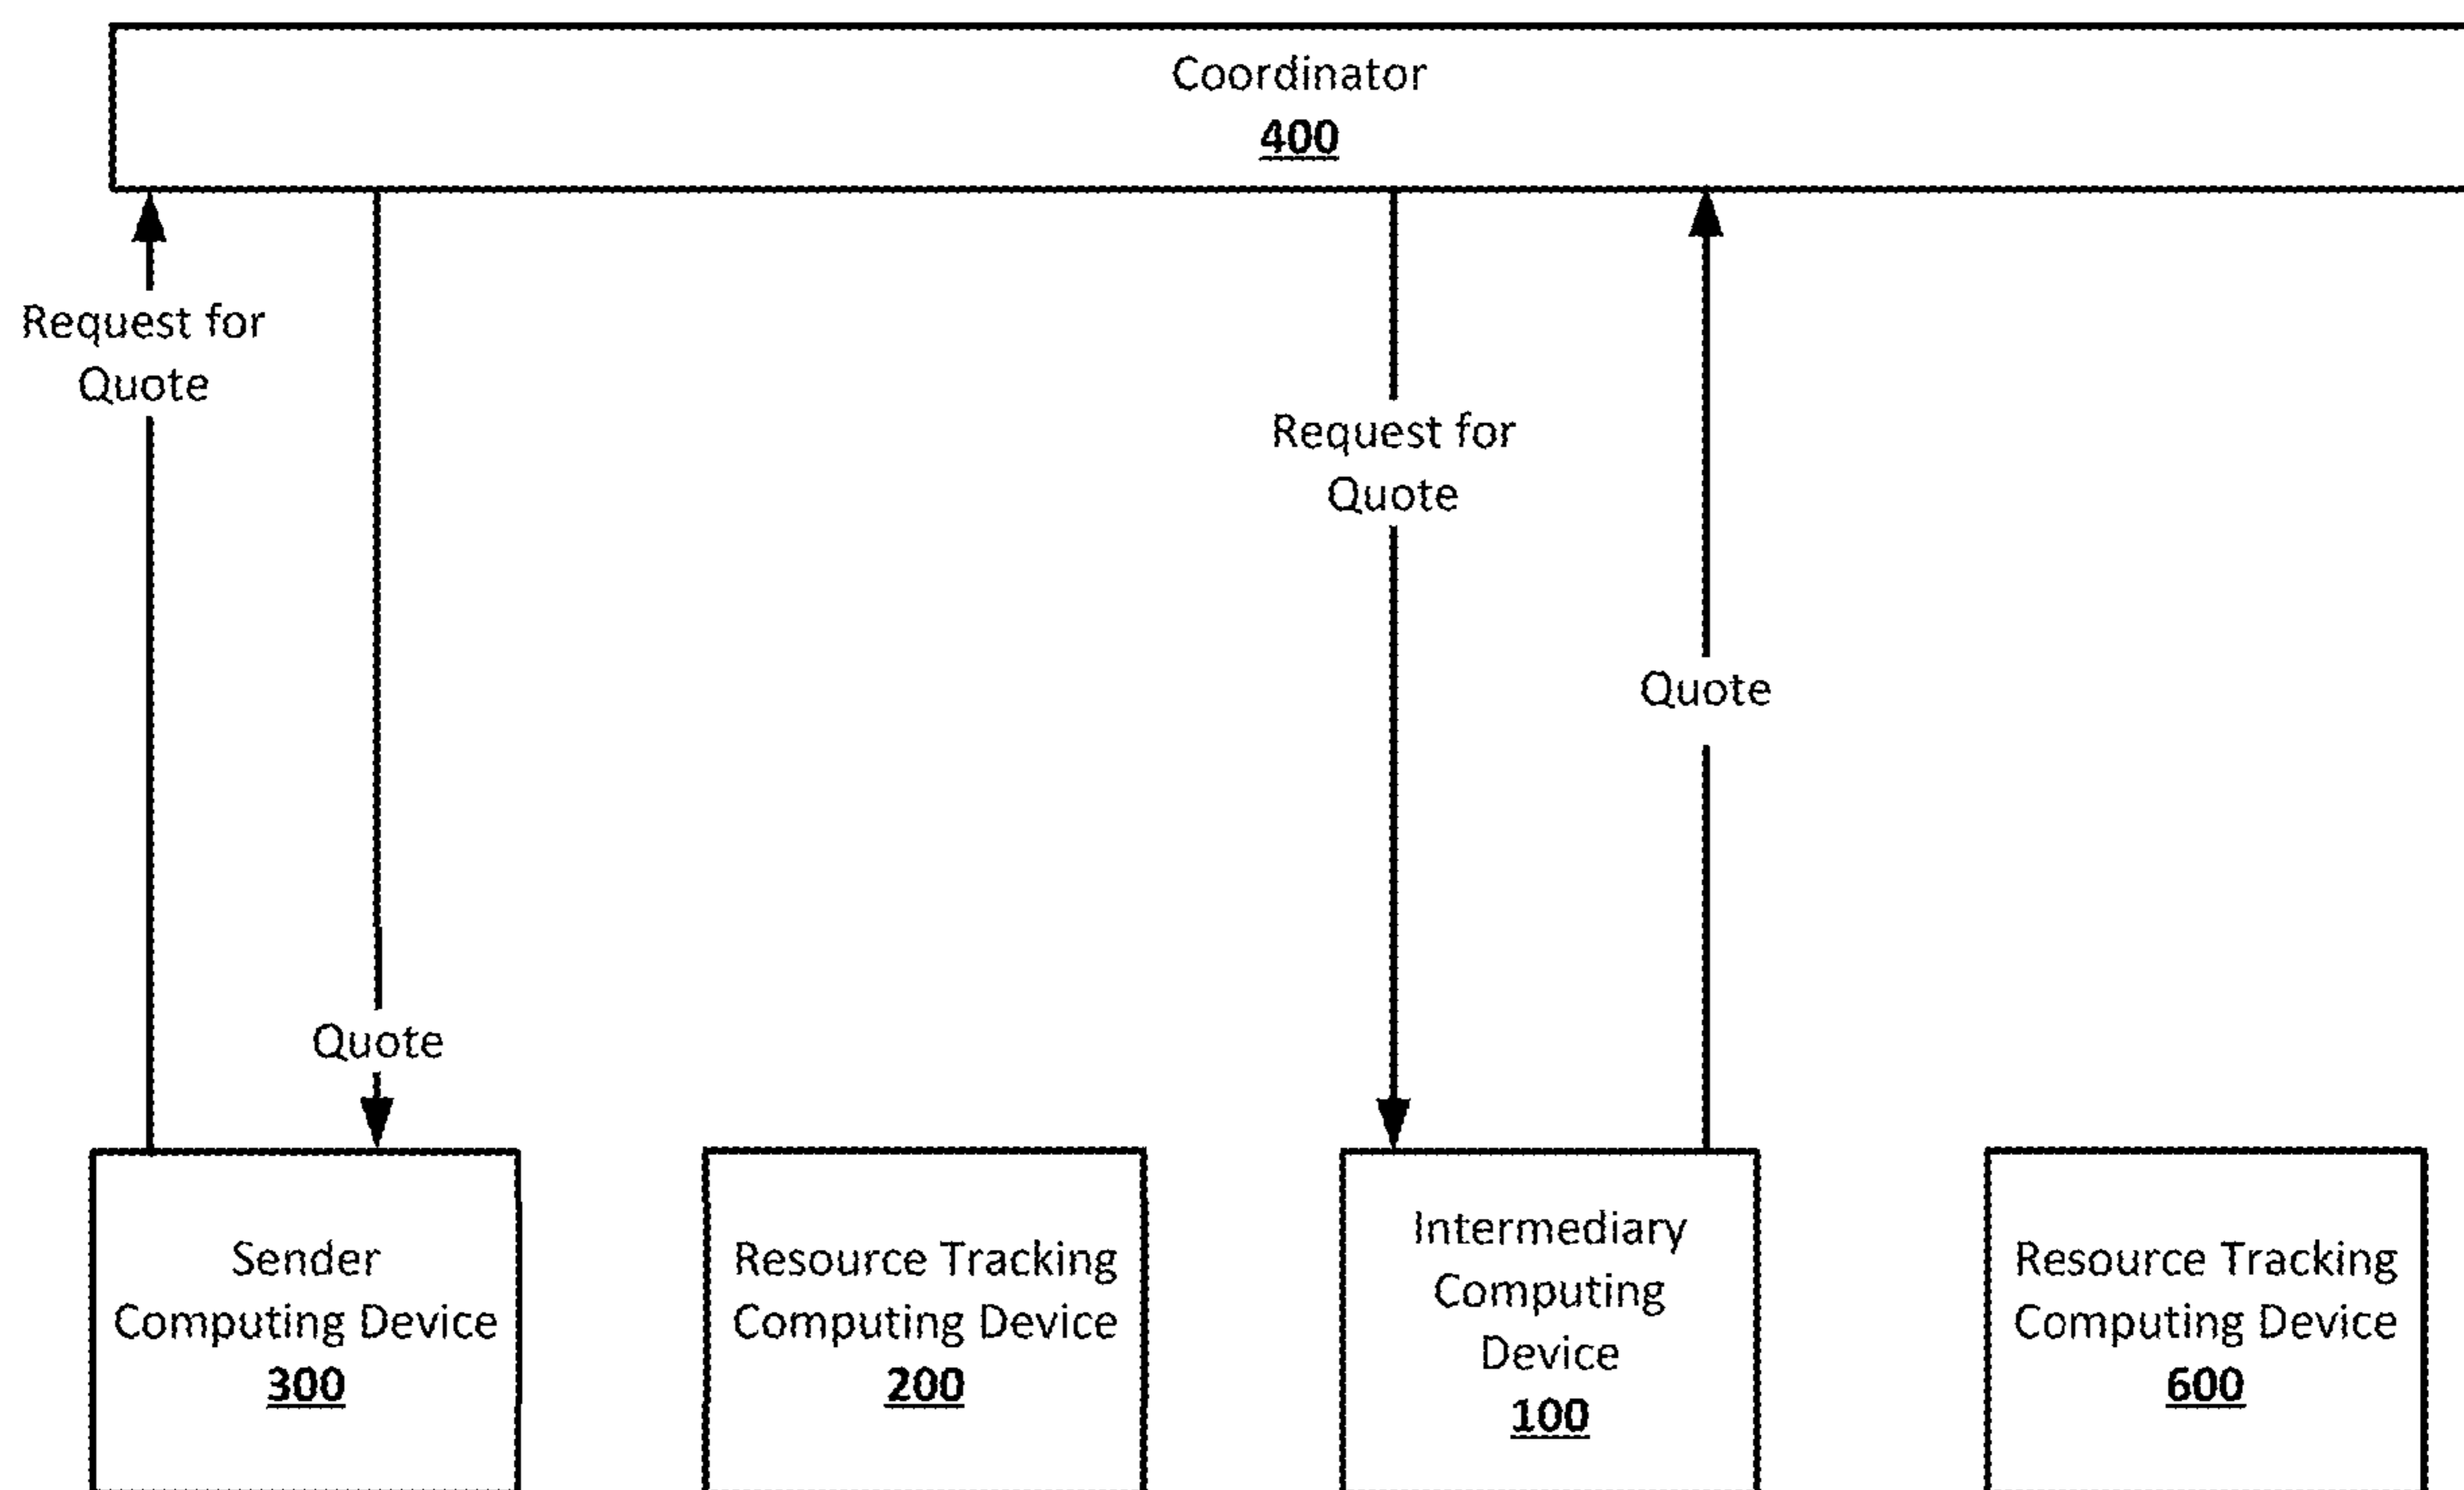 Coordinator
400
Request for
Quote
Request for
Quote
Quote
Quote
Sender
Computing Device
300
Resource Tracking
Computing Device
200
Intermediary
Computing
Device
100
Resource Tracking
Computing Device
600